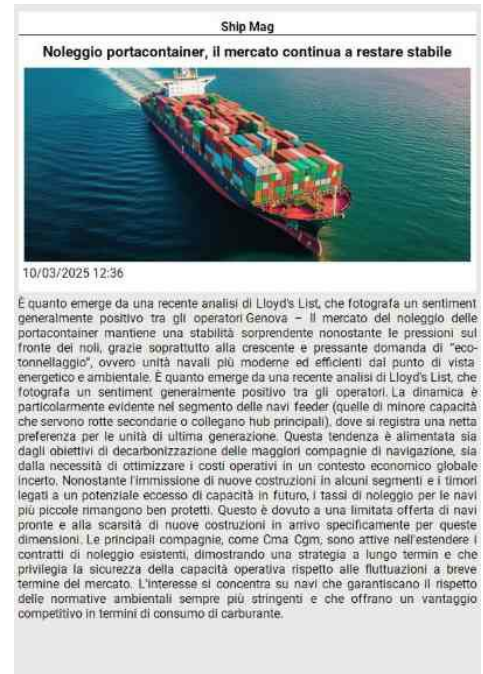 Ship Mag
Noleggio portacontainer, il mercato continua a restare stabile
10/03/2025 12:36
È quanto emerge da una recente analisi di Lloyd's List, che fotografa un sentiment
generalmente positivo tra gli operatori Genova – Il mercato del noleggio delle
portacontainer mantiene una stabilità sorprendente nonostante le pressioni sul
fronte dei noli, grazie soprattutto alla crescente e pressante domanda di "eco-
tonnellaggio", ovvero unità navali più moderne ed efficienti dal punto di vista
energetico e ambientale. È quanto emerge da una recente analisi di Lloyd's List, che
fotografa un sentiment generalmente positivo tra gli operatori. La dinamica è
particolarmente evidente nel segmento delle navi feeder (quelle di minore capacità
che servono rotte secondarie o collegano hub principali), dove si registra una netta
preferenza per le unità di ultima generazione. Questa tendenza è alimentata sia
dagli obiettivi di decarbonizzazione delle maggiori compagnie di navigazione, sia
dalla necessità di ottimizzare i costi operativi in un contesto economico globale
incerto. Nonostante l'immissione di nuove costruzioni in alcuni segmenti e i timori
legati a un potenziale eccesso di capacità in futuro, i tassi di noleggio per le navi
più piccole rimangono ben protetti. Questo è dovuto a una limitata offerta di navi
pronte e alla scarsità di nuove costruzioni in arrivo specificamente per queste
dimensioni. Le principali compagnie, come Cma Cgm, sono attive nell'estendere i
contratti di noleggio esistenti, dimostrando una strategia a lungo termin e che
privilegia la sicurezza della capacità operativa rispetto alle fluttuazioni a breve
termine del mercato. L'interesse si concentra su navi che garantiscano il rispetto
delle normative ambientali sempre più stringenti e che offrano un vantaggio
competitivo in termini di consumo di carburante.